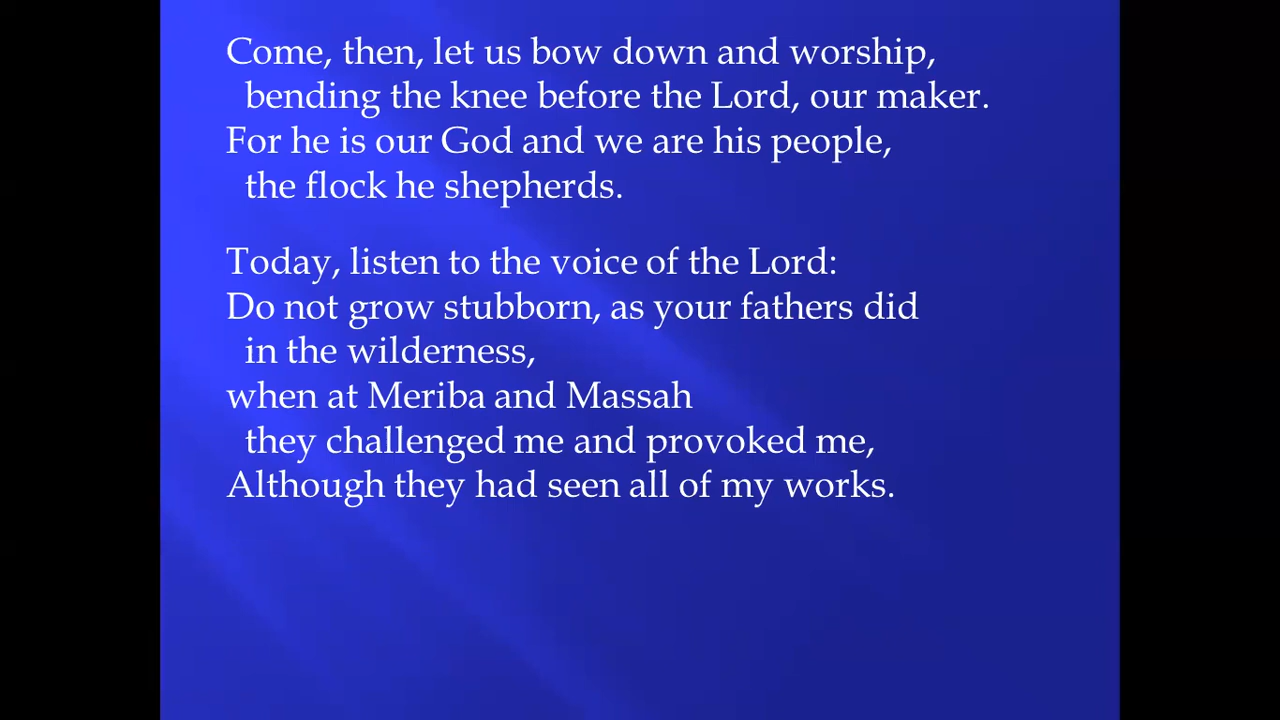 Come, then, let us bow down and worship,
bending the knee before the Lord, our maker.
For he is our God and we are his people,
the flock he shepherds.
Today, listen to the voice of the Lord:
Do not grow stubborn, as your fathers did
in the wilderness,
when at Meriba and Massah
they challenged me and provoked me,
Although they had seen all of my works.